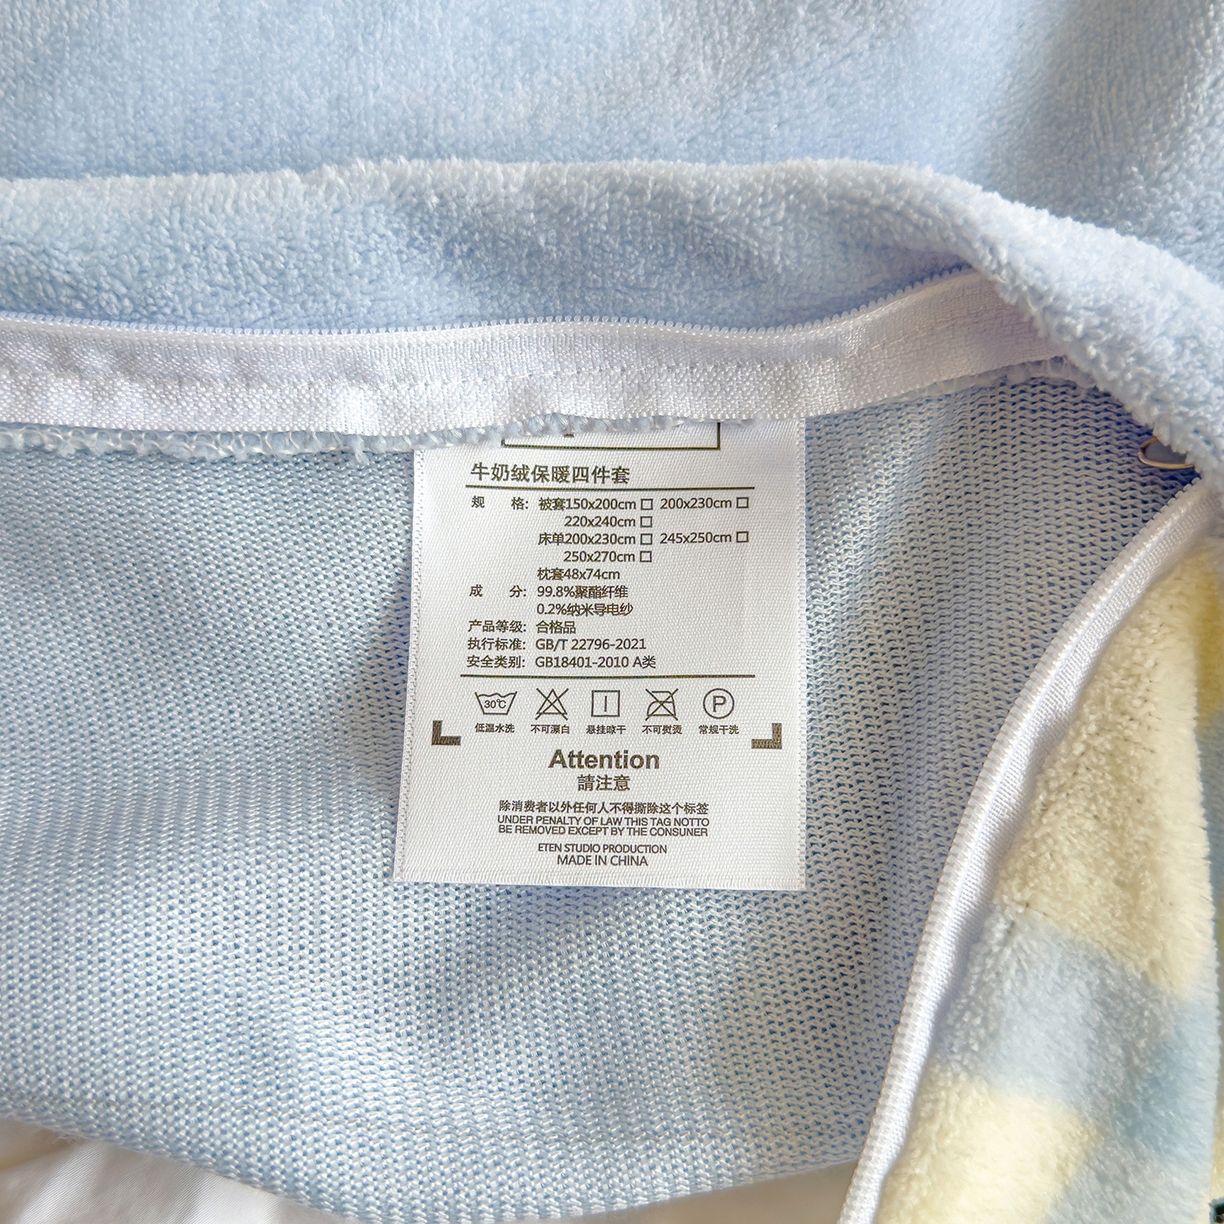 牛奶绒保暖四件套
规 格: 被套150x200cm □ 200x230cm □
220x240cm □
床单200x230cm □ 245x250cm □
250x270cm □
枕套48x74cm
成 分: 99.8%聚酯纤维
0.2%纳米导电纱
产品等级: 合格品
执行标准: GB/T 22796-2021
安全类别: GB18401-2010 A类
30℃ P
低温水洗 不可漂白 悬挂晾干 不可熨烫 常规干洗
Attention
請注意
除消费者以外任何人不得撕除这个标签
UNDER PENALTY OF LAW THIS TAG NOTTO
BE REMOVED EXCEPT BY THE CONSUNER
ETEN STUDIO PRODUCTION
MADE IN CHINA